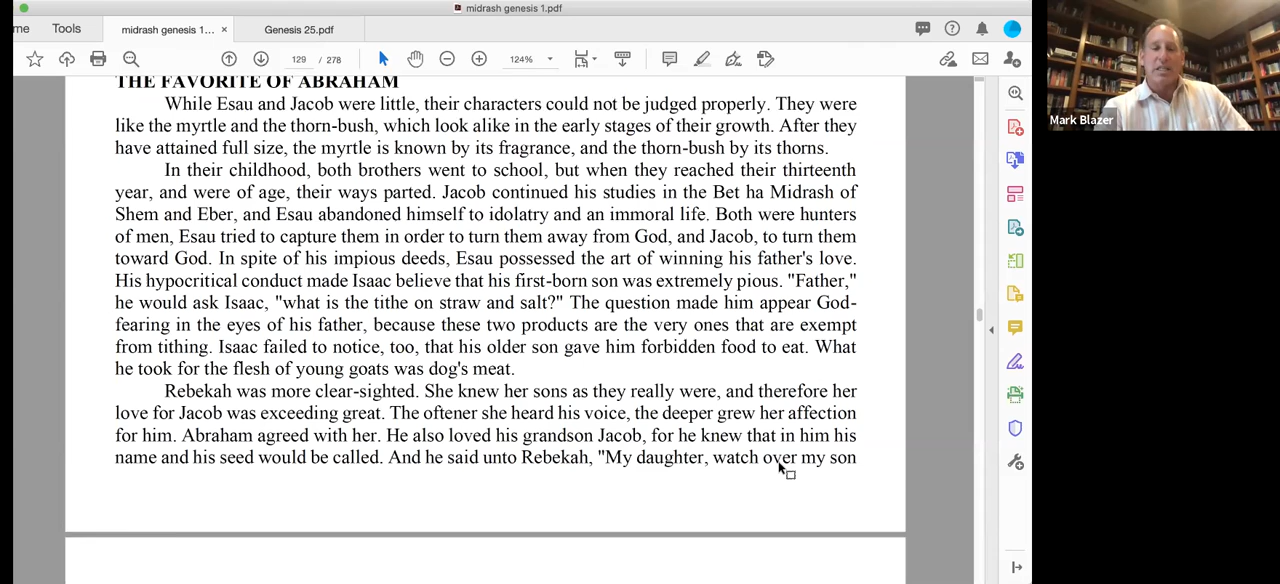 midrash genesis 1.pdf
me
Tools
midrash genesis 1... ×
Genesis 25.pdf
129 / 278
124%
Mark Blazer
THE FAVORITE OF ABRAHAM
While Esau and Jacob were little, their characters could not be judged properly. They were
like the myrtle and the thorn-bush, which look alike in the early stages of their growth. After they
have attained full size, the myrtle is known by its fragrance, and the thorn-bush by its thorns.
In their childhood, both brothers went to school, but when they reached their thirteenth
year, and were of age, their ways parted. Jacob continued his studies in the Bet ha Midrash of
Shem and Eber, and Esau abandoned himself to idolatry and an immoral life. Both were hunters
of men, Esau tried to capture them in order to turn them away from God, and Jacob, to turn them
toward God. In spite of his impious deeds, Esau possessed the art of winning his father's love.
His hypocritical conduct made Isaac believe that his first-born son was extremely pious. "Father,"
he would ask Isaac, "what is the tithe on straw and salt?" The question made him appear God-
fearing in the eyes of his father, because these two products are the very ones that are exempt
from tithing. Isaac failed to notice, too, that his older son gave him forbidden food to eat. What
he took for the flesh of young goats was dog's meat.
Rebekah was more clear-sighted. She knew her sons as they really were, and therefore her
love for Jacob was exceeding great. The oftener she heard his voice, the deeper grew her affection
for him. Abraham agreed with her. He also loved his grandson Jacob, for he knew that in him his
name and his seed would be called. And he said unto Rebekah, "My daughter, watch over my son